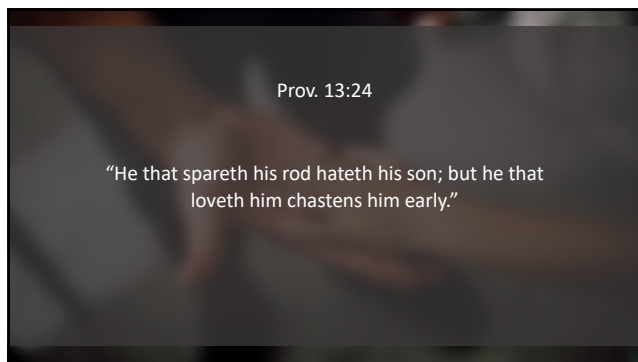 Prov. 13:24
“He that spareth his rod hateth his son; but he that
loveth him chastens him early.”